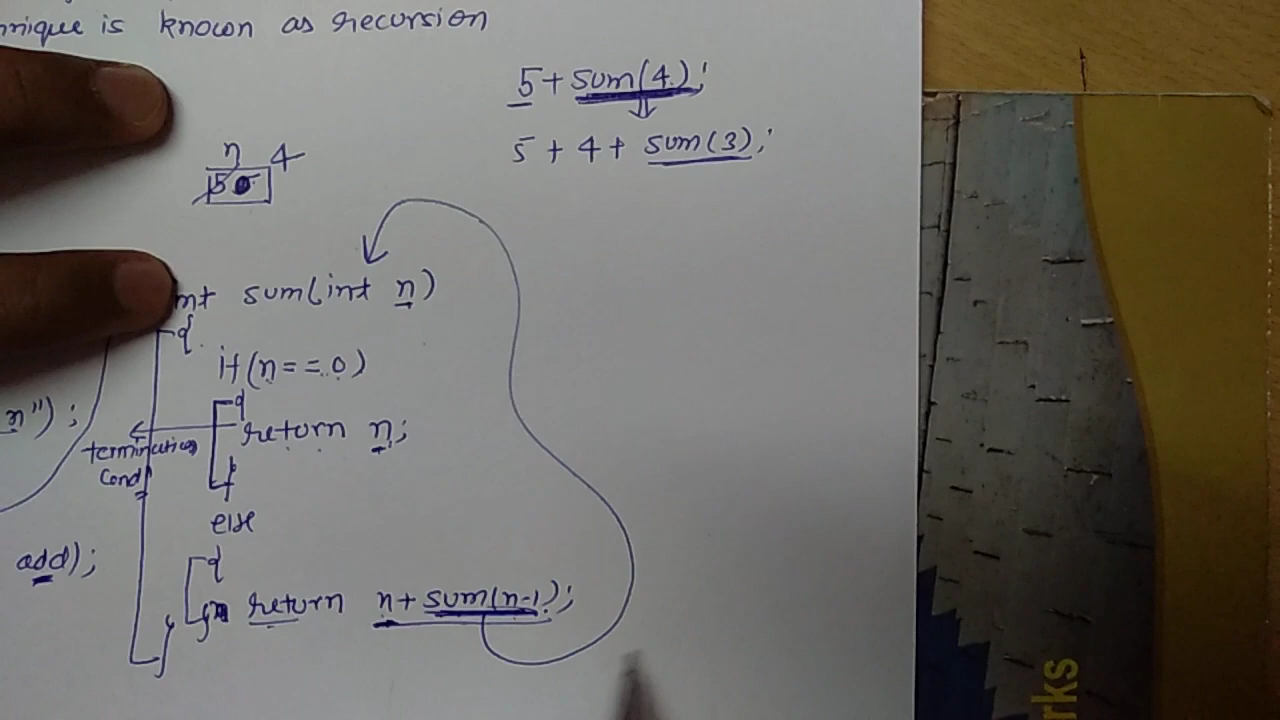 nique is known as recursion
5 + sum(4);
5 + 4 + sum(3);
n 4
5
int sum(int n)
{
if(n==0)
{
n");
return n;
termination
cond
}
else
add);
{
return n+sum(n-1);
}
}
rks